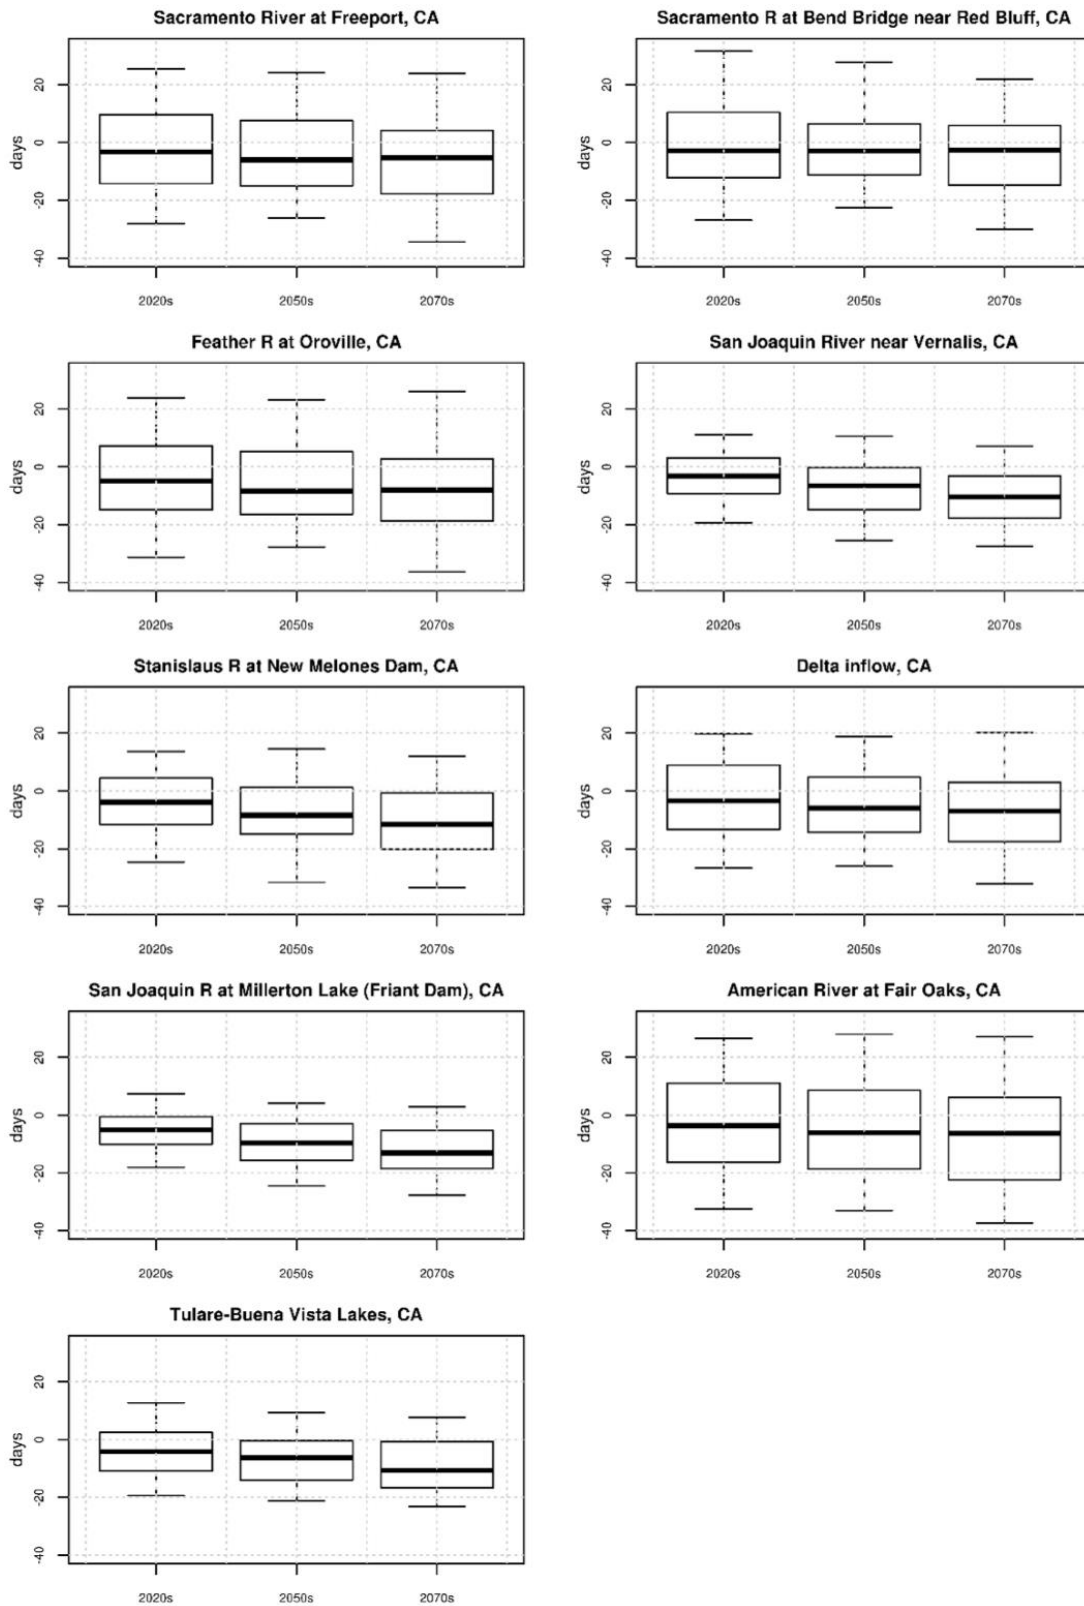 Sacramento River at Freeport, CA
days
20
0
-20
-40
2020s 2050s 2070s
Sacramento R at Bend Bridge near Red Bluff, CA
days
20
0
-20
-40
2020s 2050s 2070s
Feather R at Oroville, CA
days
20
0
-20
-40
2020s 2050s 2070s
San Joaquin River near Vernalis, CA
days
20
0
-20
-40
2020s 2050s 2070s
Stanislaus R at New Melones Dam, CA
days
20
0
-20
-40
2020s 2050s 2070s
Delta inflow, CA
days
20
0
-20
-40
2020s 2050s 2070s
San Joaquin R at Millerton Lake (Friant Dam), CA
days
20
0
-20
-40
2020s 2050s 2070s
American River at Fair Oaks, CA
days
20
0
-20
-40
2020s 2050s 2070s
Tulare-Buena Vista Lakes, CA
days
20
0
-20
-40
2020s 2050s 2070s